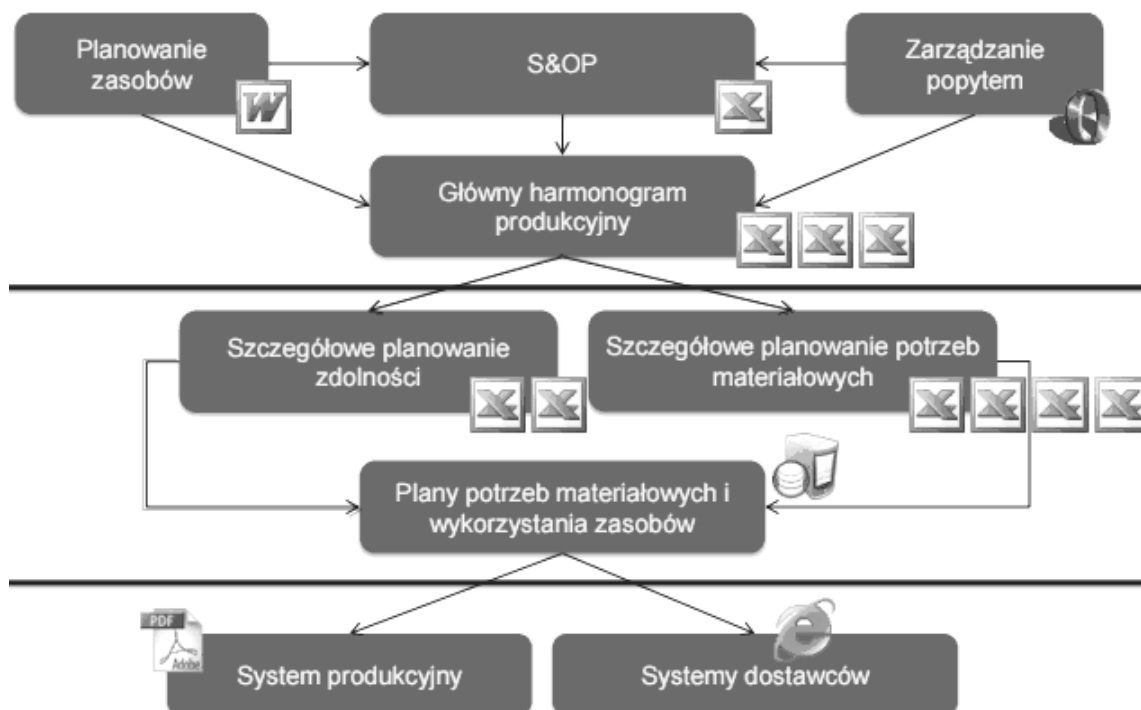 Planowanie
zasobów
S&OP
Zarządzanie
popytem
Główny harmonogram
produkcyjny
Szczegółowe planowanie
zdolności
Szczegółowe planowanie potrzeb
materiałowych
Plany potrzeb materiałowych i
wykorzystania zasobów
PDF
Adobe
System produkcyjny
Systemy dostawców